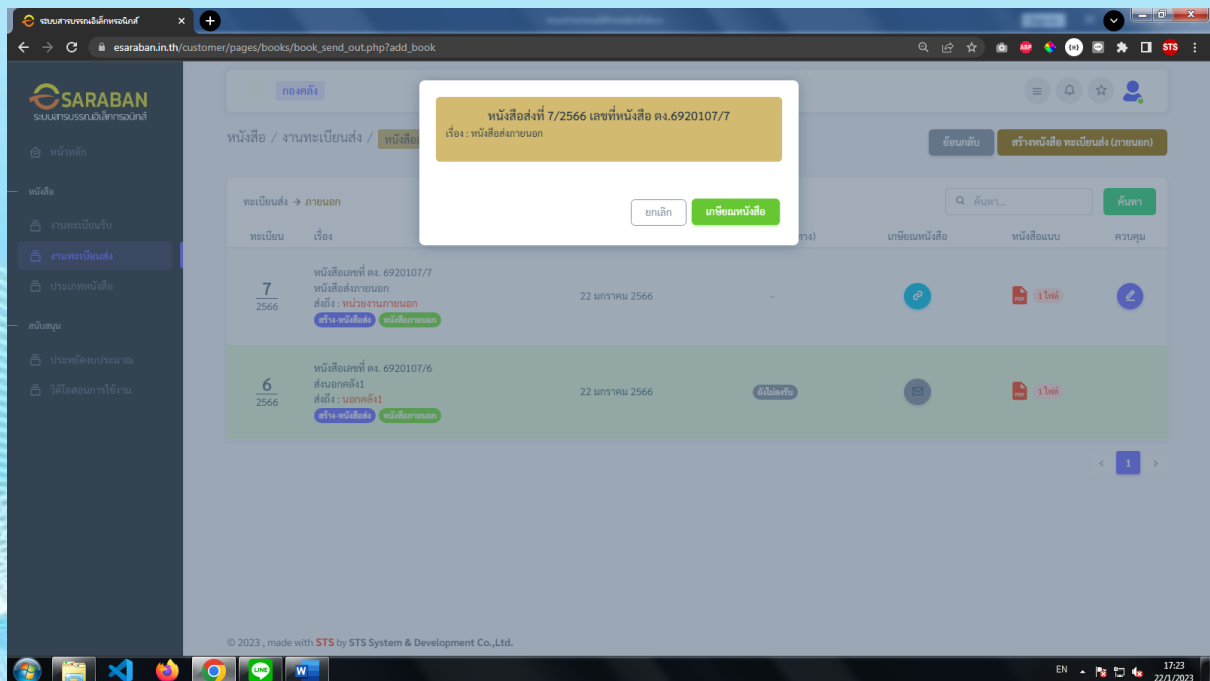 ระบบสารบรรณอิเล็กทรอนิกส์
esaraban.in.th/customer/pages/books/book_send_out.php?add_book
ABP
STS
SARABAN
ระบบสารบรรณอิเล็กทรอนิกส์
กองคลัง
หนังสือส่งที่ 7/2566 เลขที่หนังสือ ตง.6920107/7
เรื่อง : หนังสือส่งภายนอก
ยกเลิก
เกษียณหนังสือ
หนังสือ / งานทะเบียนส่ง /
ย้อนกลับ
สร้างหนังสือ ทะเบียนส่ง (ภายนอก)
หน้าหลัก
หนังสือ
งานทะเบียนรับ
งานทะเบียนส่ง
ประเภทหนังสือ
สนับสนุน
ประหยัดงบประมาณ
วิดีโอสอนการใช้งาน
ทะเบียนส่ง → ภายนอก
ค้นหา...
ค้นหา
ทะเบียน เรื่อง เกษียณหนังสือ หนังสือแนบ ควบคุม
7
2566
หนังสือเลขที่ ตง. 6920107/7
หนังสือส่งภายนอก
ส่งถึง : หน่วยงานภายนอก
สร้าง-หนังสือส่ง หนังสือภายนอก
22 มกราคม 2566
-
PDF
1 ไฟล์
6
2566
หนังสือเลขที่ ตง. 6920107/6
ส่งนอกคลัง1
ส่งถึง : นอกคลัง1
สร้าง-หนังสือส่ง หนังสือภายนอก
22 มกราคม 2566
ยังไม่ลงรับ
PDF
1 ไฟล์
1
© 2023 , made with STS by STS System & Development Co.,Ltd.
LINE
W
EN
17:23
22/1/2023